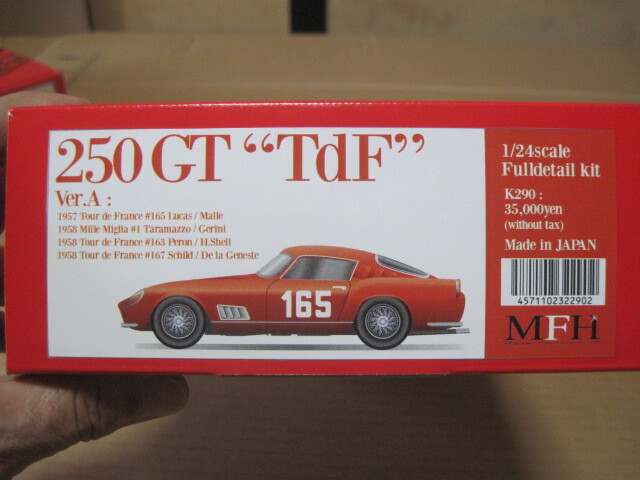 250 GT “TdF”
Ver.A :
1957 Tour de France #165 Lucas / Malle
1958 Mille Miglia #1 Taramazzo / Gerini
1958 Tour de France #163 Peron / H.Shell
1958 Tour de France #167 Schild / De la Geneste
165
1/24scale
Fulldetail kit
K290 :
35,000yen
(without tax)
Made in JAPAN
4571102322902
MFH